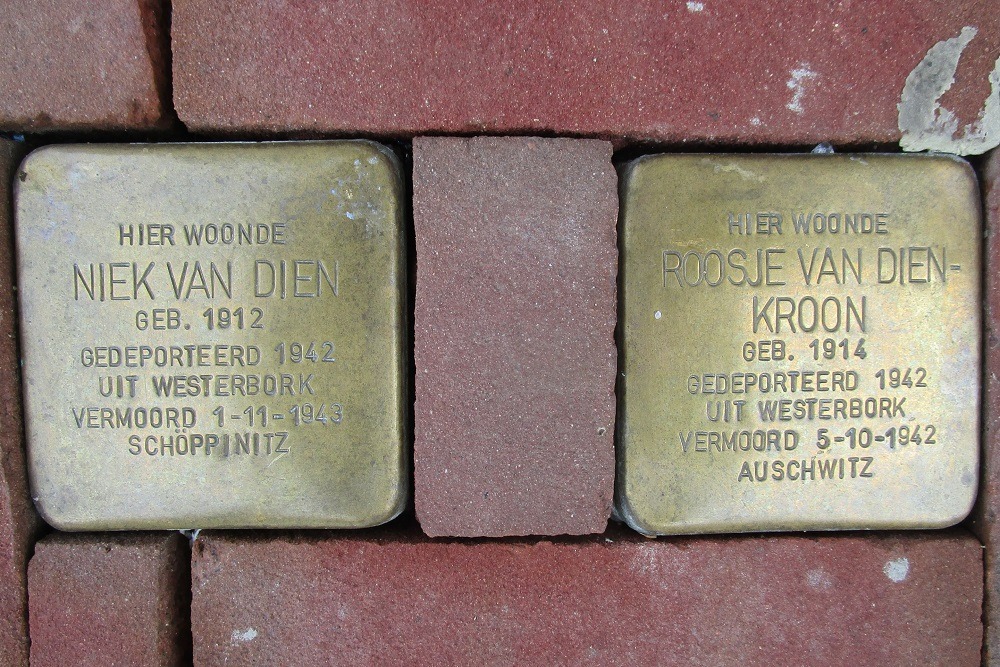 HIER WOONDE
NIEK VAN DIEN
GEB. 1912
GEDEPORTEERD 1942
UIT WESTERBORK
VERMOORD 1-11-1943
SCHÖPPINITZ
HIER WOONDE
ROOSJE VAN DIEN-
KROON
GEB. 1914
GEDEPORTEERD 1942
UIT WESTERBORK
VERMOORD 5-10-1942
AUSCHWITZ